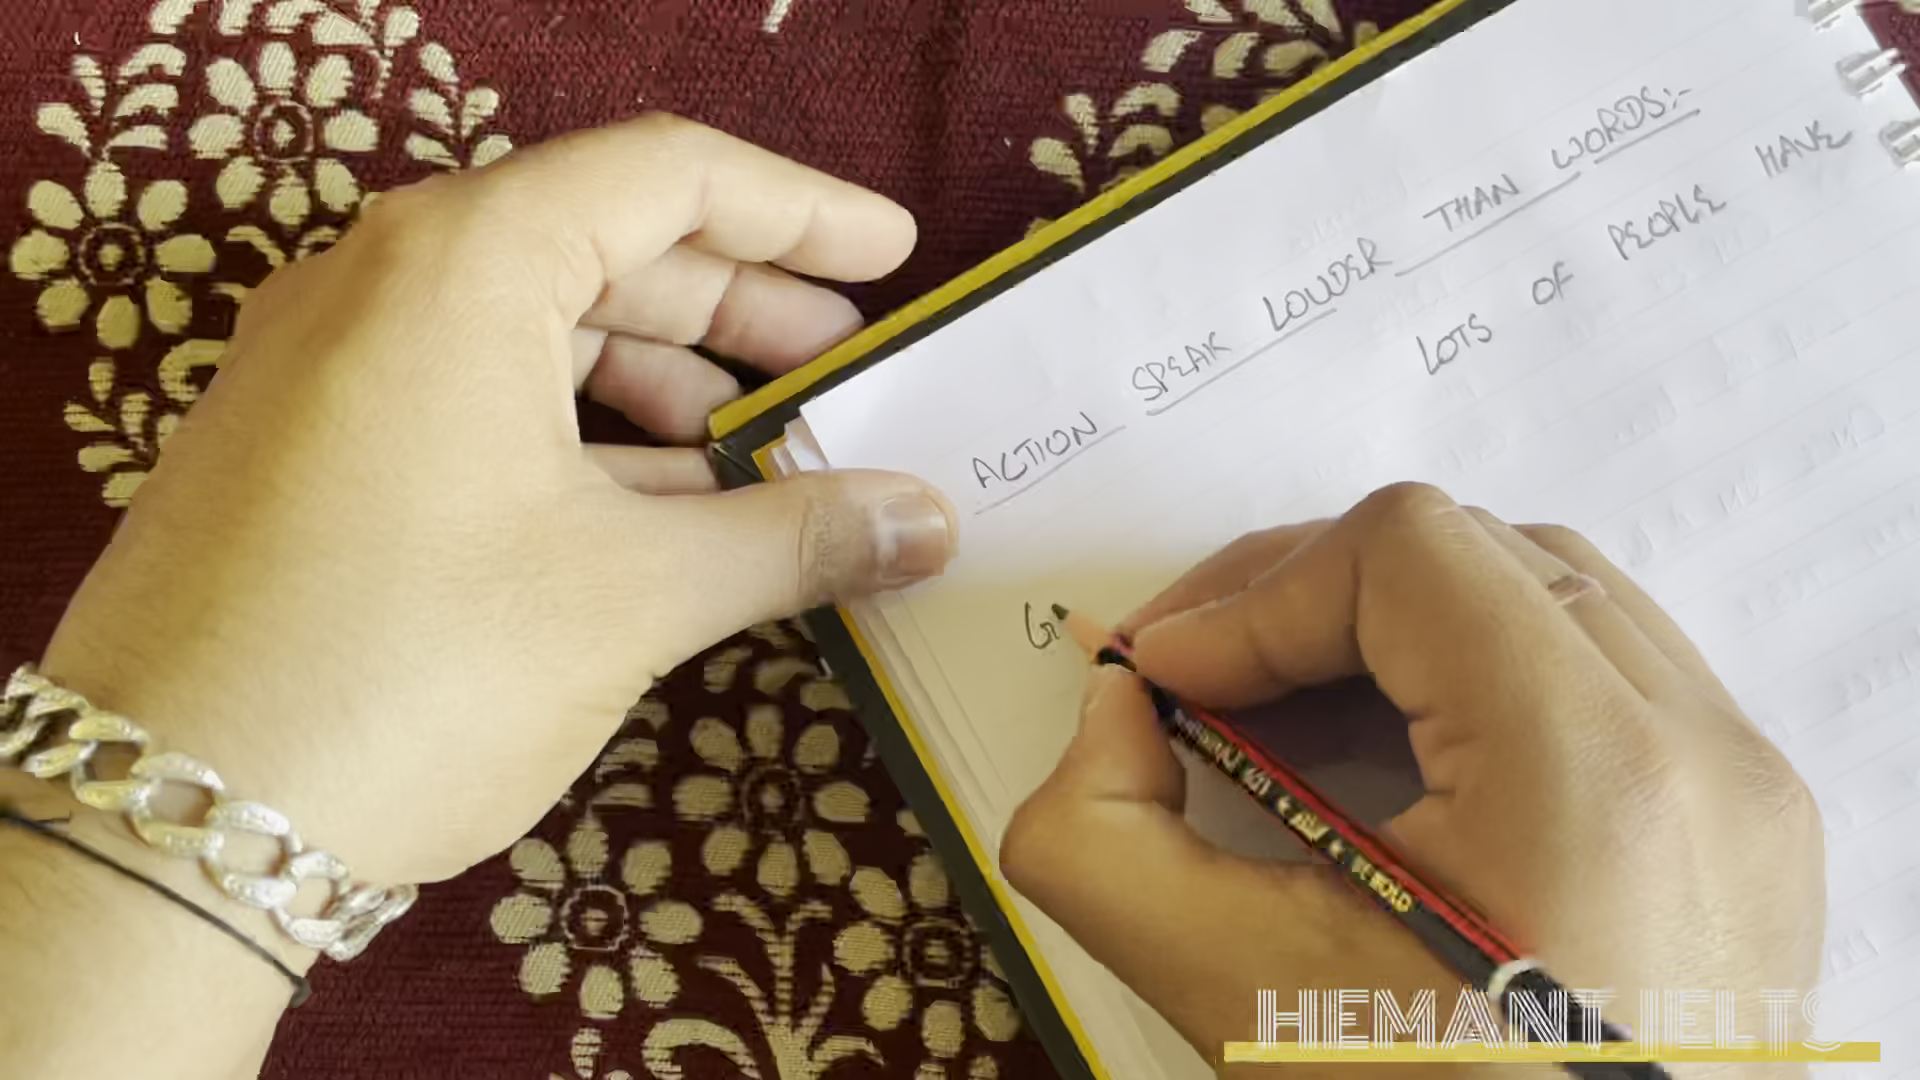 ACTION SPEAK LOUDER THAN WORDS:-
LOTS OF PEOPLE HAVE
G
HEMANT IELTS